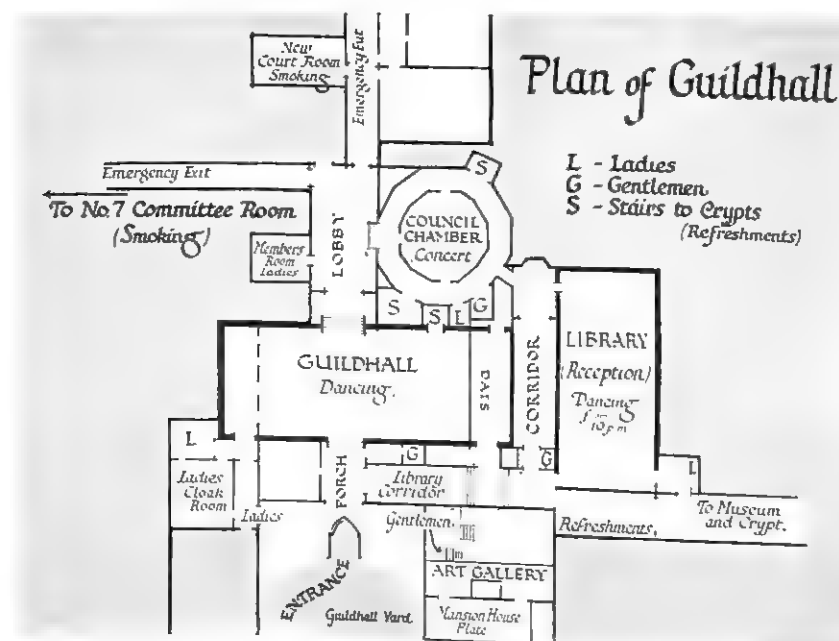 Plan of Guildhall
L - Ladies
G - Gentlemen
S - Stairs to Crypts
(Refreshments)
New
Court Room
Smoking
Emergency Exit
Emergency Exit
To No. 7 Committee Room
(Smoking)
Members
Room
Ladies
LOBBY
S
COUNCIL
CHAMBER
Concert
S
S
L
G
GUILDHALL
Dancing.
DAIS
CORRIDOR
LIBRARY
(Reception)
Dancing
10 p m
L
Ladies
Cloak
Room
Ladies
PORCH
G
Library
Corridor
Gentlemen.
G
L
To Museum
and Crypt.
Refreshments.
ENTRANCE
Guildhall Yard.
ART GALLERY
Mansion House
Plate